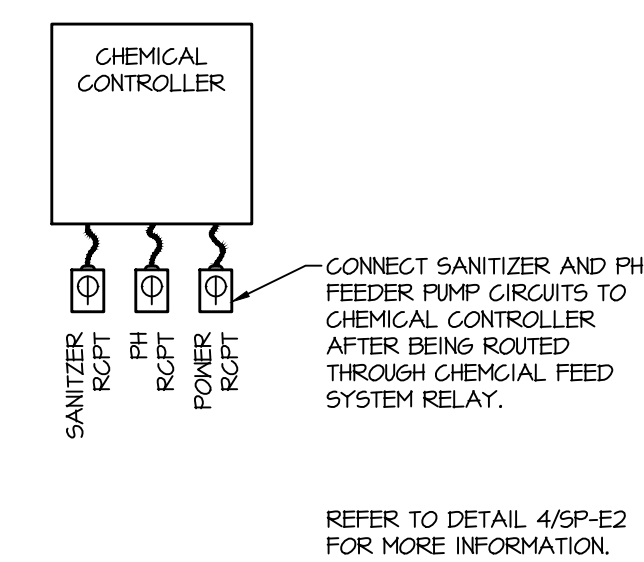 CHEMICAL
CONTROLLER
SANITZER
RCPT
PH
RCPT
POWER
RCPT
CONNECT SANITIZER AND PH
FEEDER PUMP CIRCUITS TO
CHEMICAL CONTROLLER
AFTER BEING ROUTED
THROUGH CHEMCIAL FEED
SYSTEM RELAY.
REFER TO DETAIL 4/SP-E2
FOR MORE INFORMATION.